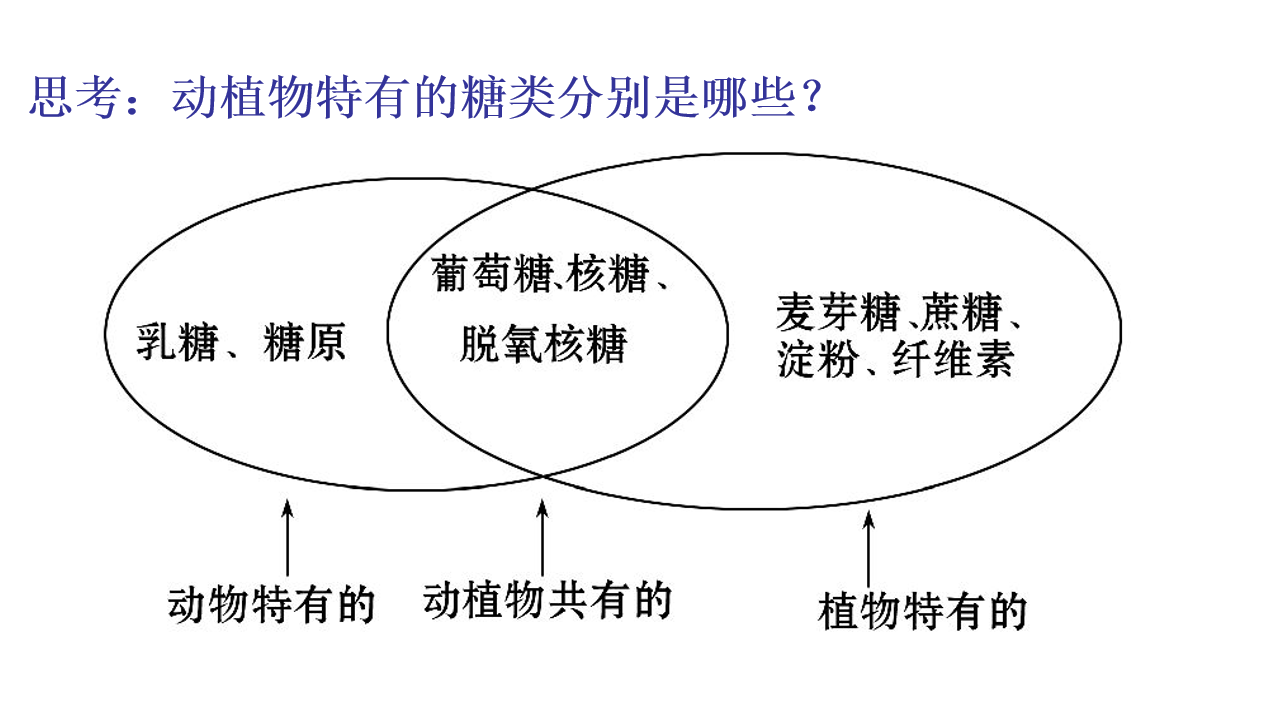 思考：动植物特有的糖类分别是哪些？
葡萄糖、核糖、
脱氧核糖
乳糖、糖原
麦芽糖、蔗糖、
淀粉、纤维素
动物特有的
动植物共有的
植物特有的